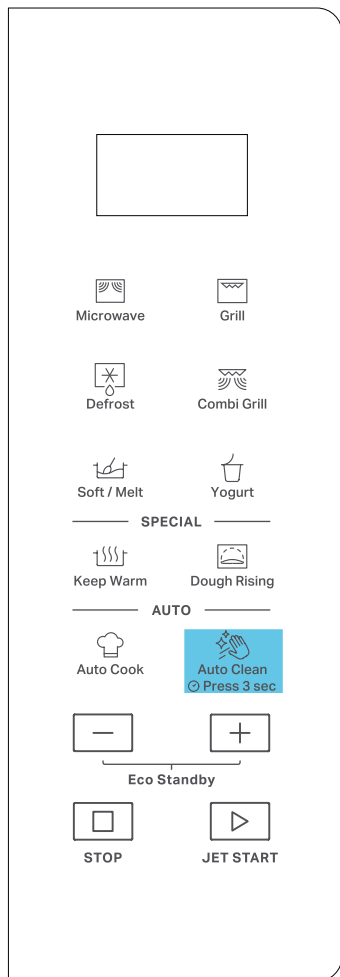 Microwave
Grill
Defrost
Combi Grill
Soft / Melt
Yogurt
SPECIAL
Keep Warm
Dough Rising
AUTO
Auto Cook
Auto Clean
Press 3 sec
Eco Standby
STOP
JET START